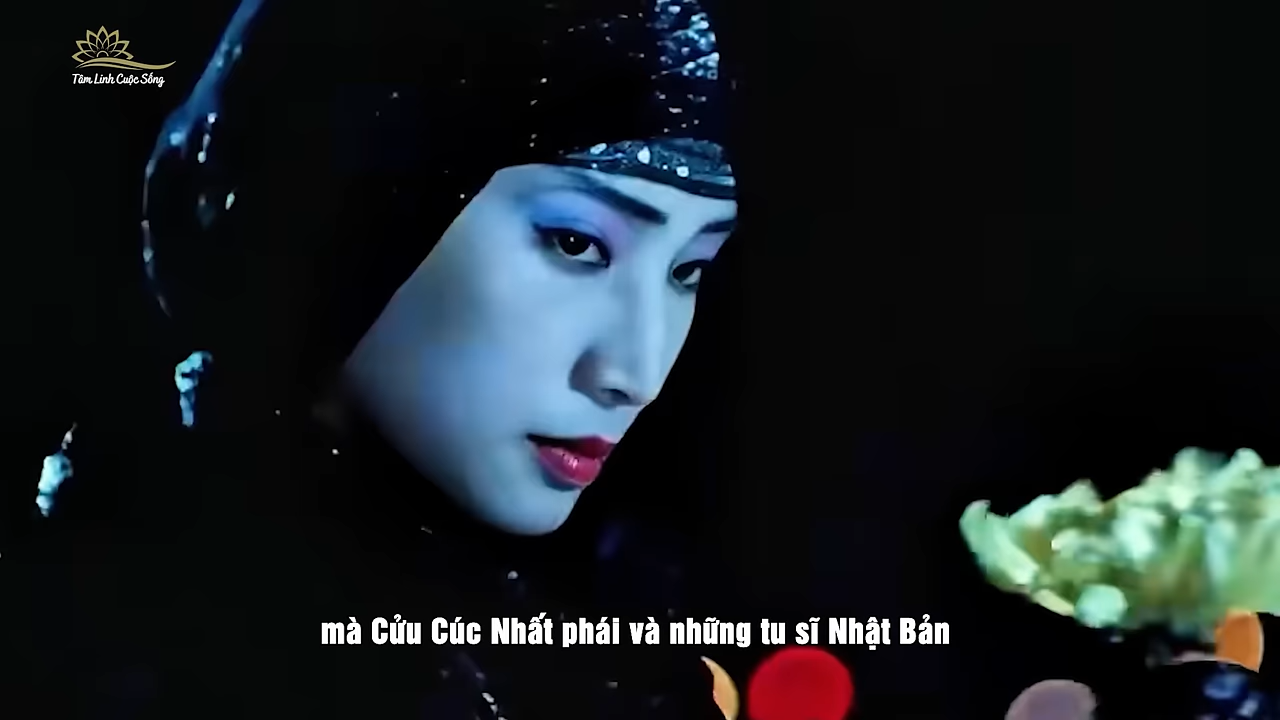 Tâm Linh Cuộc Sống
mà Cửu Cúc Nhất phái và những tu sĩ Nhật Bản